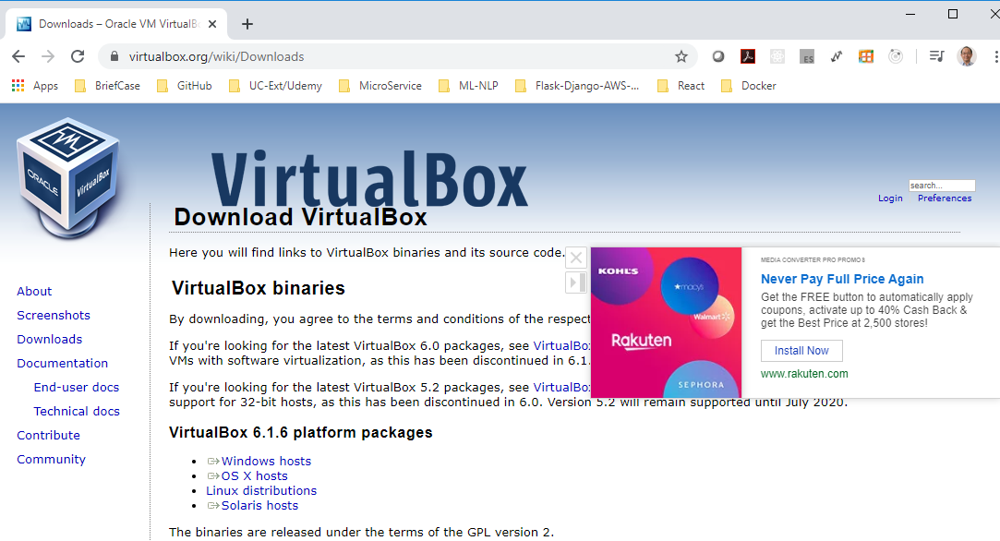 Downloads – Oracle VM VirtualB
virtualbox.org/wiki/Downloads
ES
Apps BriefCase GitHub UC-Ext/Udemy MicroService ML-NLP Flask-Django-AWS-... React Docker
ORACLE
VirtualBox
VirtualBox
search...
Login Preferences
Download VirtualBox
Here you will find links to VirtualBox binaries and its source code.
About
Screenshots
Downloads
Documentation
End-user docs
Technical docs
Contribute
Community
VirtualBox binaries
By downloading, you agree to the terms and conditions of the respect
If you're looking for the latest VirtualBox 6.0 packages, see VirtualBo
VMs with software virtualization, as this has been discontinued in 6.1.
If you're looking for the latest VirtualBox 5.2 packages, see VirtualBo
support for 32-bit hosts, as this has been discontinued in 6.0. Version 5.2 will remain supported until July 2020.
VirtualBox 6.1.6 platform packages
Windows hosts
OS X hosts
Linux distributions
Solaris hosts
The binaries are released under the terms of the GPL version 2.
KOHL'S
macys
Walmart
Rakuten
SEPHORA
MEDIA CONVERTER PRO PROMOS
Never Pay Full Price Again
Get the FREE button to automatically apply
coupons, activate up to 40% Cash Back &
get the Best Price at 2,500 stores!
Install Now
www.rakuten.com